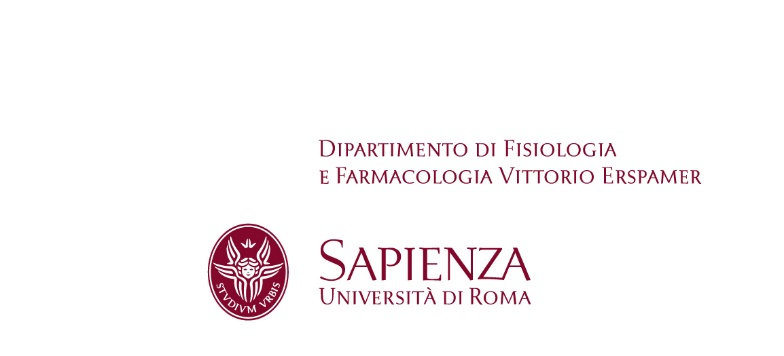 DIPARTIMENTO DI FISIOLOGIA
E FARMACOLOGIA VITTORIO ERSPAMER
SAPIENZA
UNIVERSITÀ DI ROMA
STVDIVM VRBIS